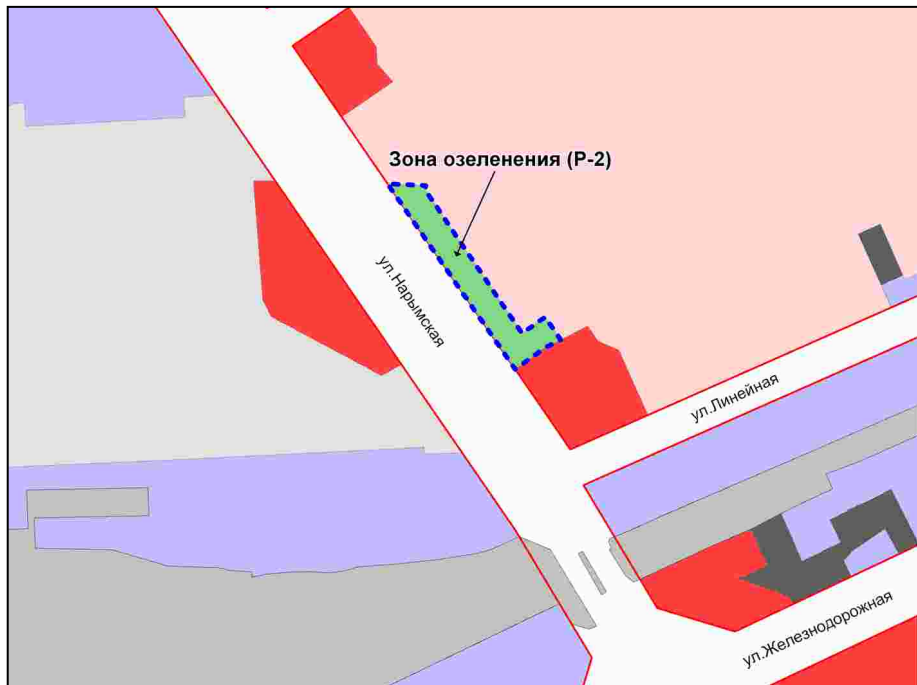 Зона озеленения (Р-2)
ул.Нарымская
ул.Линейная
ул.Железнодорожная